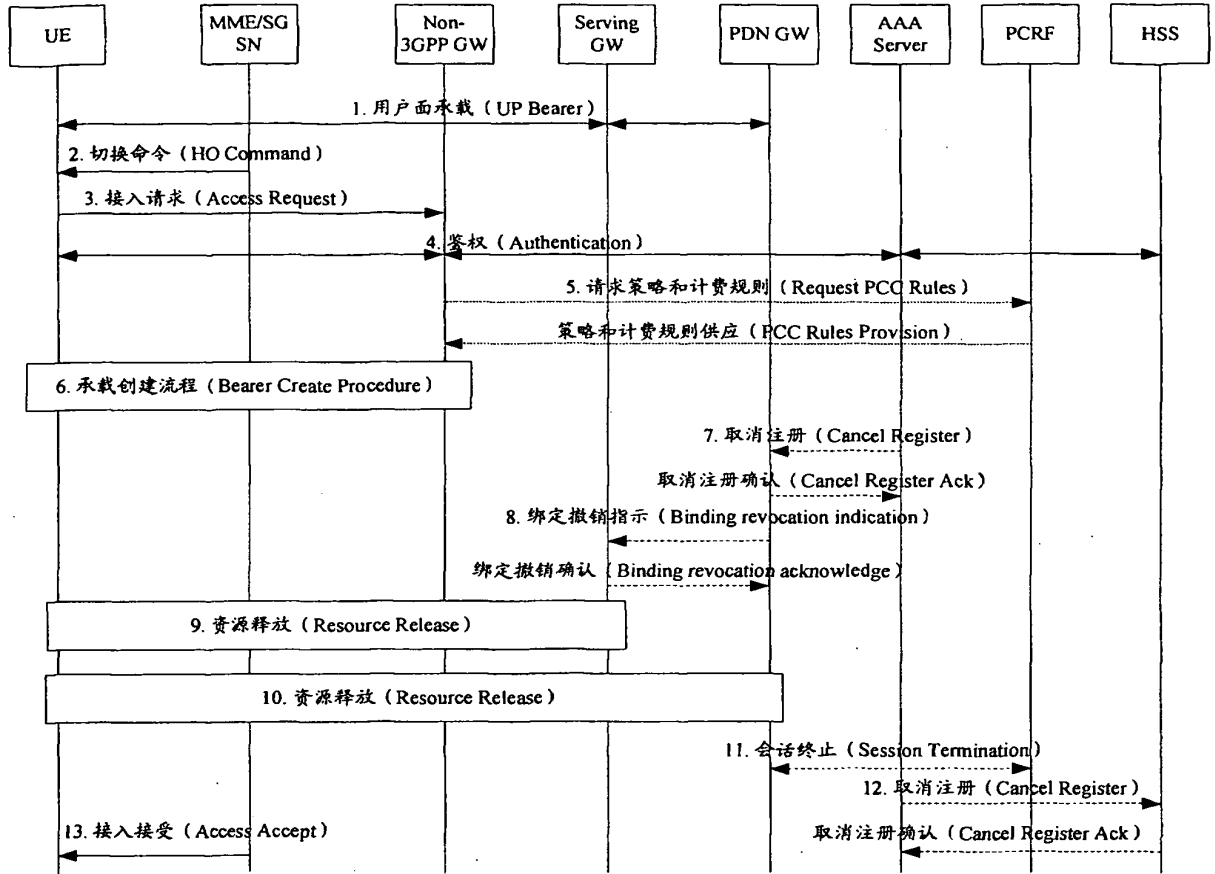 UE
MME/SG
SN
Non-
3GPP GW
Serving
GW
PDN GW
AAA
Server
PCRF
HSS
1. 用户面承载（UP Bearer）
2. 切换命令（HO Command）
3. 接入请求（Access Request）
4. 鉴权（Authentication）
5. 请求策略和计费规则（Request PCC Rules）
策略和计费规则供应（PCC Rules Provision）
6. 承载创建流程（Bearer Create Procedure）
7. 取消注册（Cancel Register）
取消注册确认（Cancel Register Ack）
8. 绑定撤销指示（Binding revocation indication）
绑定撤销确认（Binding revocation acknowledge）
9. 资源释放（Resource Release）
10. 资源释放（Resource Release）
11. 会话终止（Session Termination）
12. 取消注册（Cancel Register）
13. 接入接受（Access Accept）
取消注册确认（Cancel Register Ack）